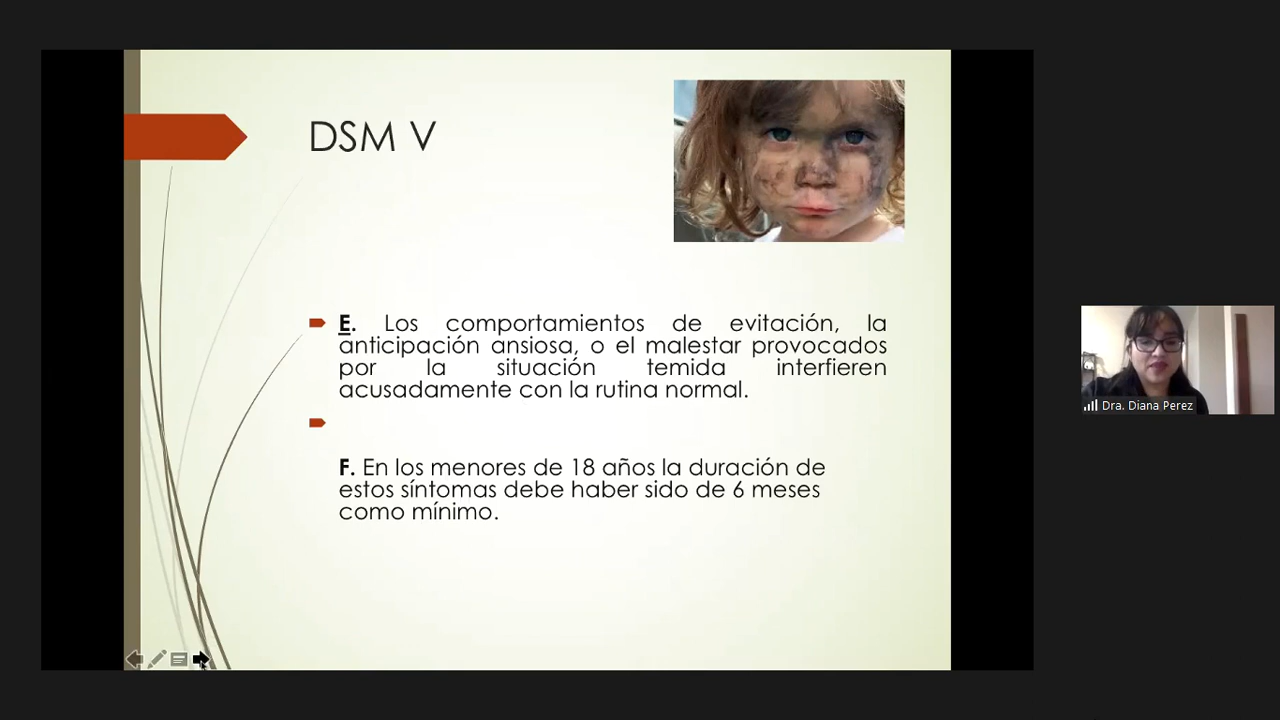 DSM V
E. Los comportamientos de evitación, la
anticipación ansiosa, o el malestar provocados
por la situación temida interfieren
acusadamente con la rutina normal.
F. En los menores de 18 años la duración de
estos síntomas debe haber sido de 6 meses
como mínimo.
Dra. Diana Perez